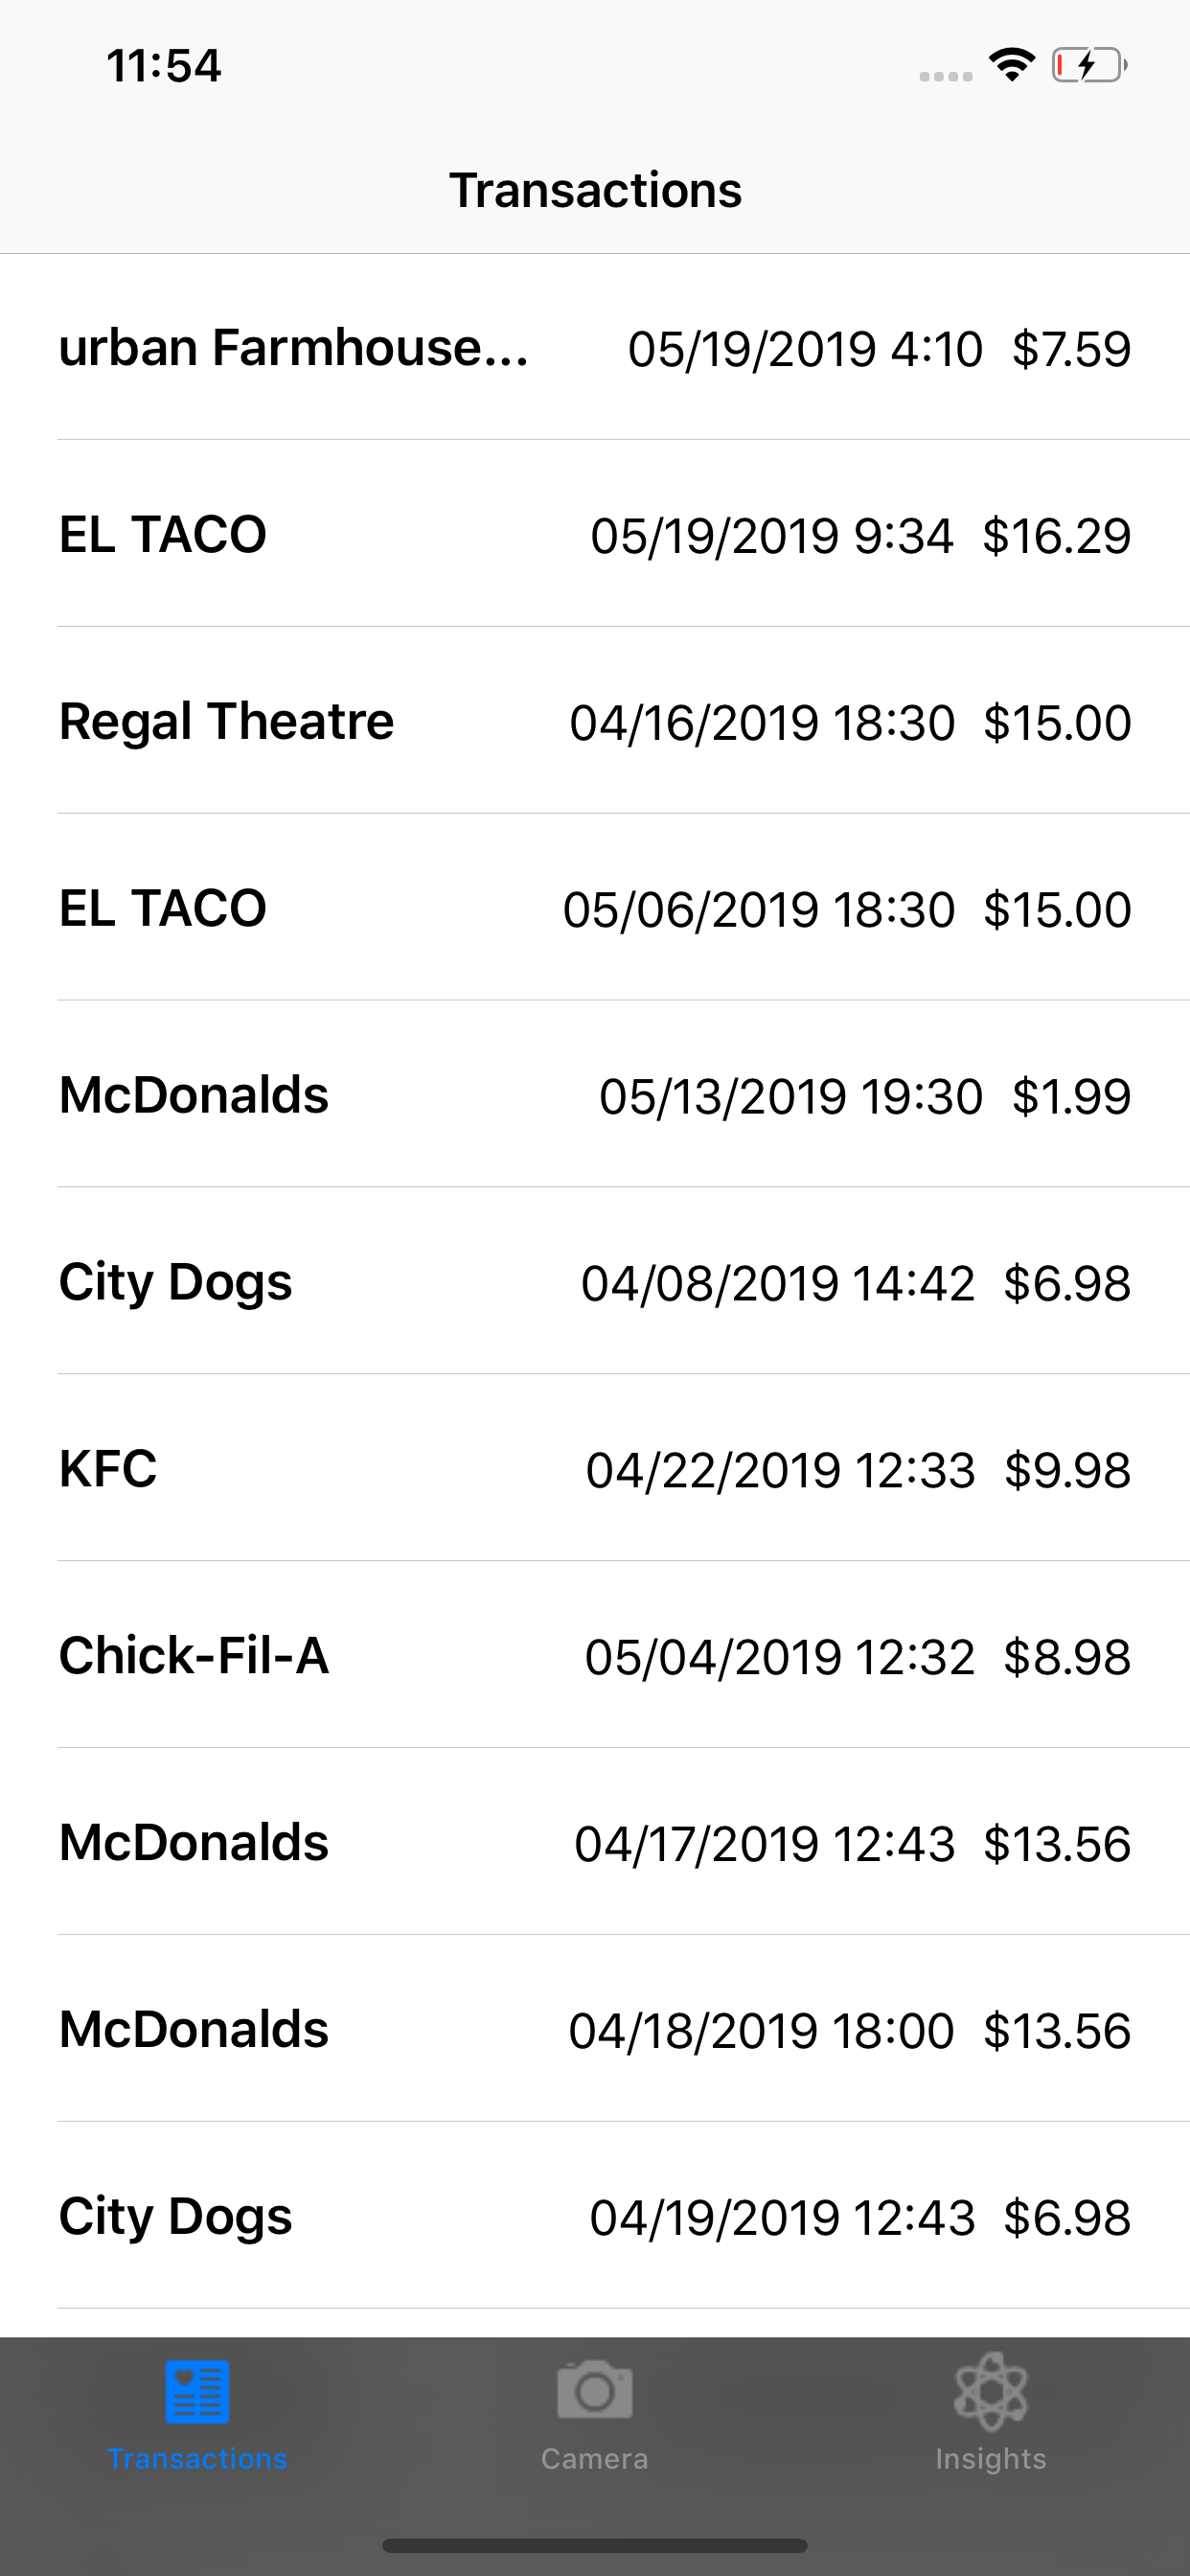 11:54
Transactions
urban Farmhouse... 05/19/2019 4:10 $7.59
EL TACO 05/19/2019 9:34 $16.29
Regal Theatre 04/16/2019 18:30 $15.00
EL TACO 05/06/2019 18:30 $15.00
McDonalds 05/13/2019 19:30 $1.99
City Dogs 04/08/2019 14:42 $6.98
KFC 04/22/2019 12:33 $9.98
Chick-Fil-A 05/04/2019 12:32 $8.98
McDonalds 04/17/2019 12:43 $13.56
McDonalds 04/18/2019 18:00 $13.56
City Dogs 04/19/2019 12:43 $6.98
Transactions Camera Insights